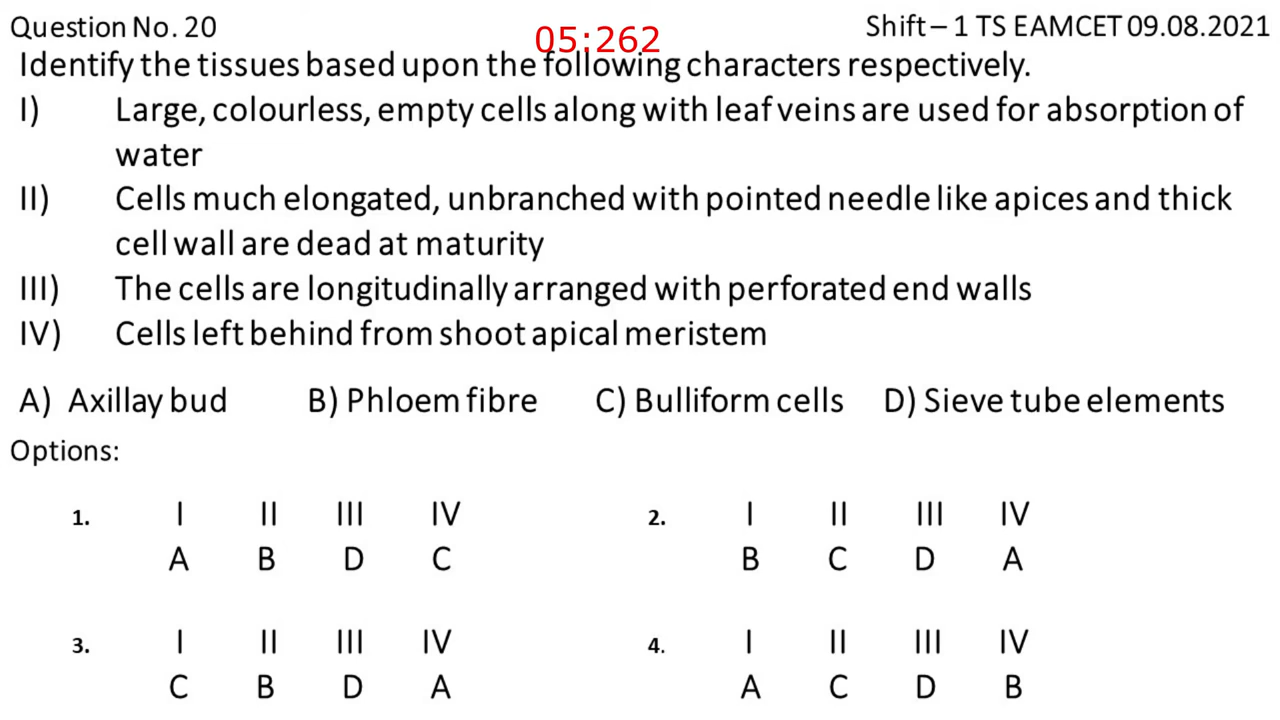 Question No. 20
Shift – 1 TS EAMCET 09.08.2021
05:262
Identify the tissues based upon the following characters respectively.
I) Large, colourless, empty cells along with leaf veins are used for absorption of
water
II) Cells much elongated, unbranched with pointed needle like apices and thick
cell wall are dead at maturity
III) The cells are longitudinally arranged with perforated end walls
IV) Cells left behind from shoot apical meristem
A) Axillay bud B) Phloem fibre C) Bulliform cells D) Sieve tube elements
Options:
1. I II III IV
A B D C
2. I II III IV
B C D A
3. I II III IV
C B D A
4. I II III IV
A C D B